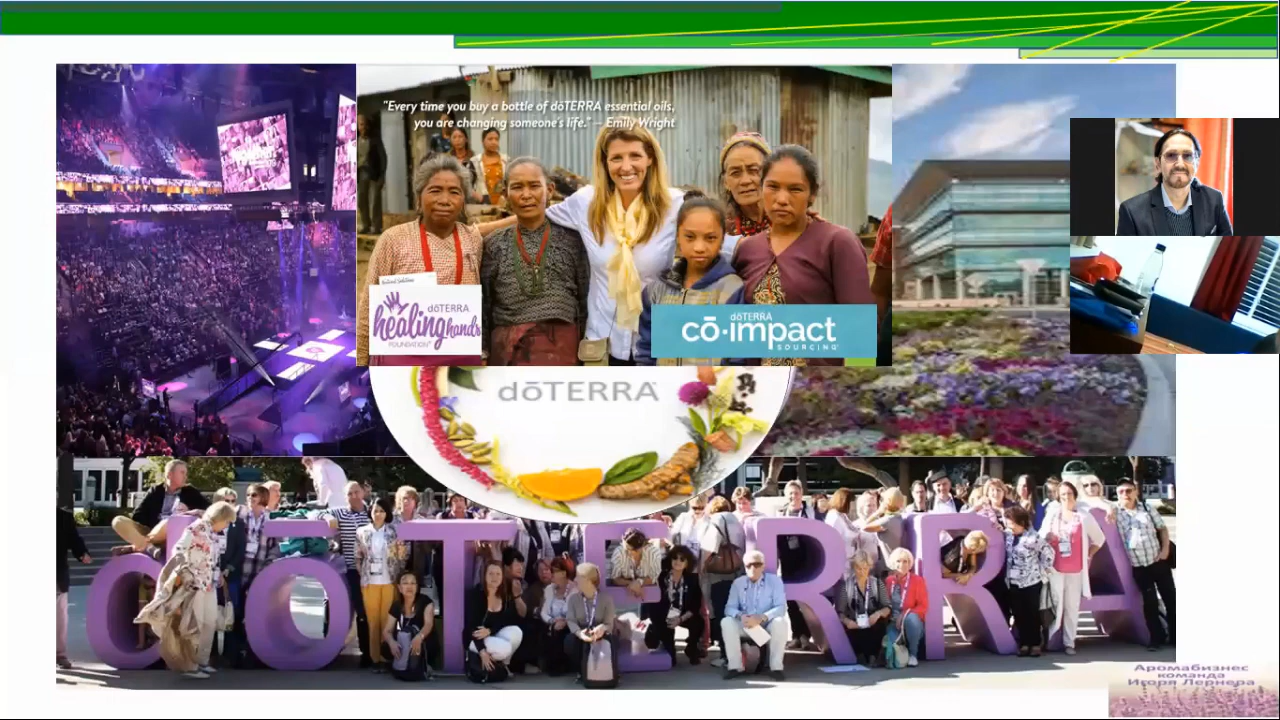 "Every time you buy a bottle of dōTERRA essential oils,
you are changing someone's life." – Emily Wright
dōTERRA
healing hands
FOUNDATION®
dōTERRA
cō·impact
SOURCING
dōTERRA
dōTERRA
Аромабизнес
команда
Игоря Лернера